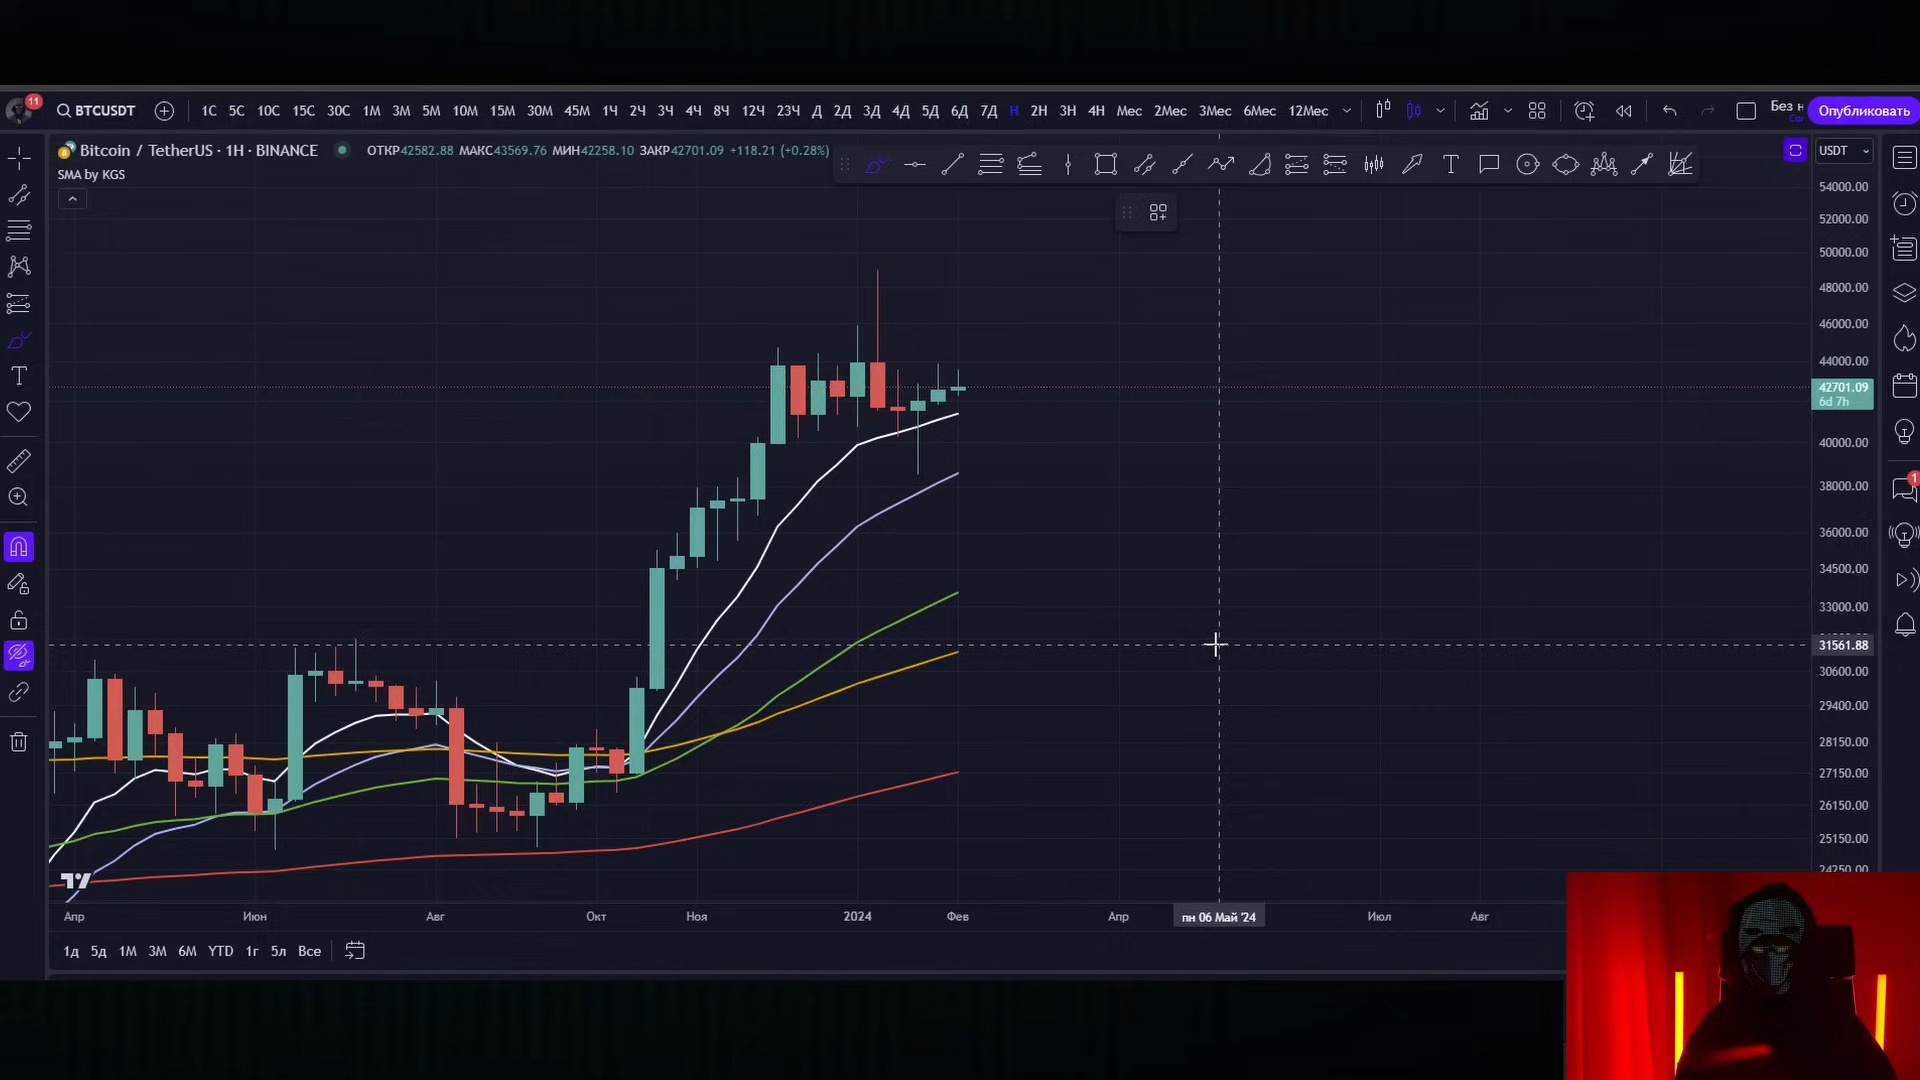 11
BTCUSDT
1С 5С 10С 15С 30С 1М 3М 5М 10М 15М 30М 45М 1Ч 2Ч 3Ч 4Ч 8Ч 12Ч 23Ч Д 2Д 3Д 4Д 5Д 6Д 7Д Н 2Н 3Н 4Н Мес 2Мес 3Мес 6Мес 12Мес
Без
Опубликовать
Bitcoin / TetherUS · 1Н · BINANCE
ОТКР42582.88 МАКС43569.76 МИН42258.10 ЗАКР42701.09 +118.21 (+0.28%)
USDT
SMA by KGS
54000.00
52000.00
50000.00
48000.00
46000.00
44000.00
42701.09
6d 7h
40000.00
38000.00
36000.00
34500.00
33000.00
31561.88
30600.00
29400.00
28150.00
27150.00
26150.00
25150.00
24250.00
1
Апр Июн Авг Окт Ноя 2024 Фев Апр пн 06 Май '24 Июл Авг
1д 5д 1М 3М 6М YTD 1г 5л Все